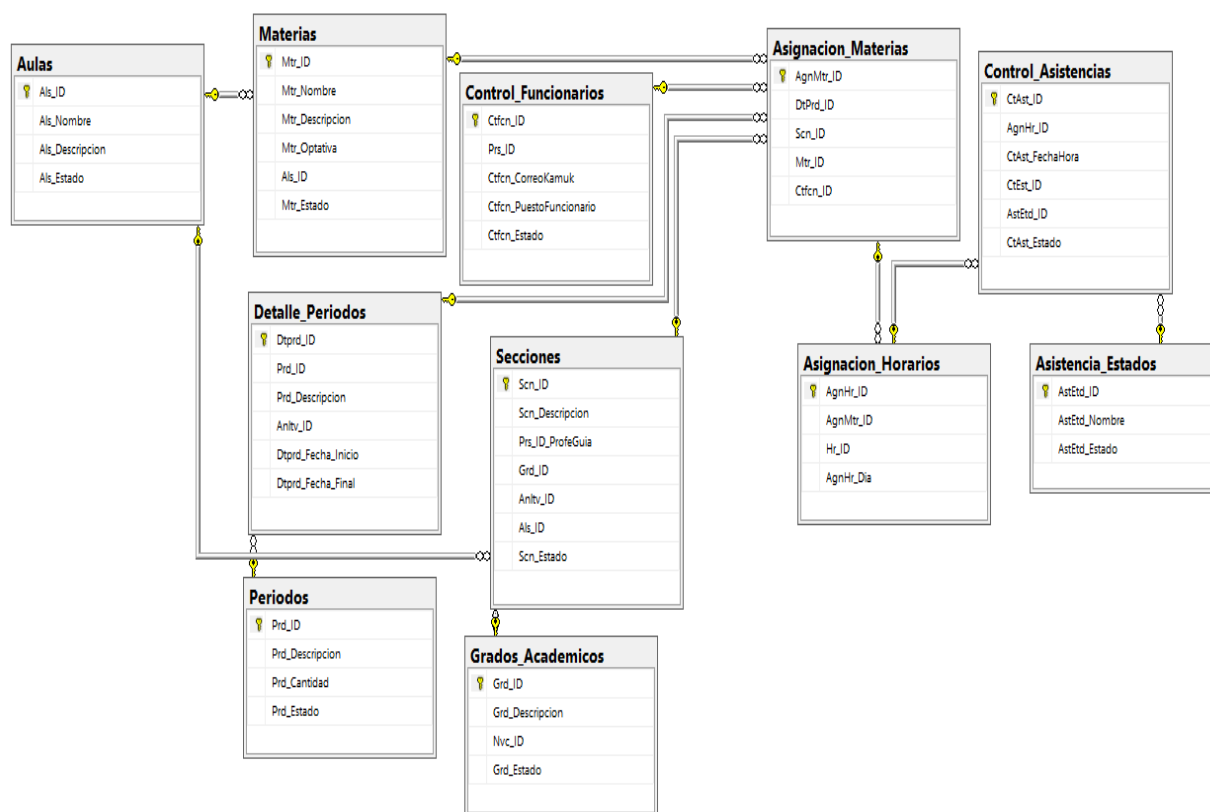 Aulas
Als_ID
Als_Nombre
Als_Descripcion
Als_Estado
Materias
Mtr_ID
Mtr_Nombre
Mtr_Descripcion
Mtr_Optativa
Als_ID
Mtr_Estado
Control_Funcionarios
Ctfcn_ID
Prs_ID
Ctfcn_CorreoKamuk
Ctfcn_PuestoFuncionario
Ctfcn_Estado
Asignacion_Materias
AgnMtr_ID
DtPrd_ID
Scn_ID
Mtr_ID
Ctfcn_ID
Control_Asistencias
CtAst_ID
AgnHr_ID
CtAst_FechaHora
CtEst_ID
AstEtd_ID
CtAst_Estado
Detalle_Periodos
Dtprd_ID
Prd_ID
Prd_Descripcion
Anltv_ID
Dtprd_Fecha_Inicio
Dtprd_Fecha_Final
Secciones
Scn_ID
Scn_Descripcion
Prs_ID_ProfeGuia
Grd_ID
Anltv_ID
Als_ID
Scn_Estado
Asignacion_Horarios
AgnHr_ID
AgnMtr_ID
Hr_ID
AgnHr_Dia
Asistencia_Estados
AstEtd_ID
AstEtd_Nombre
AstEtd_Estado
Periodos
Prd_ID
Prd_Descripcion
Prd_Cantidad
Prd_Estado
Grados_Academicos
Grd_ID
Grd_Descripcion
Nvc_ID
Grd_Estado